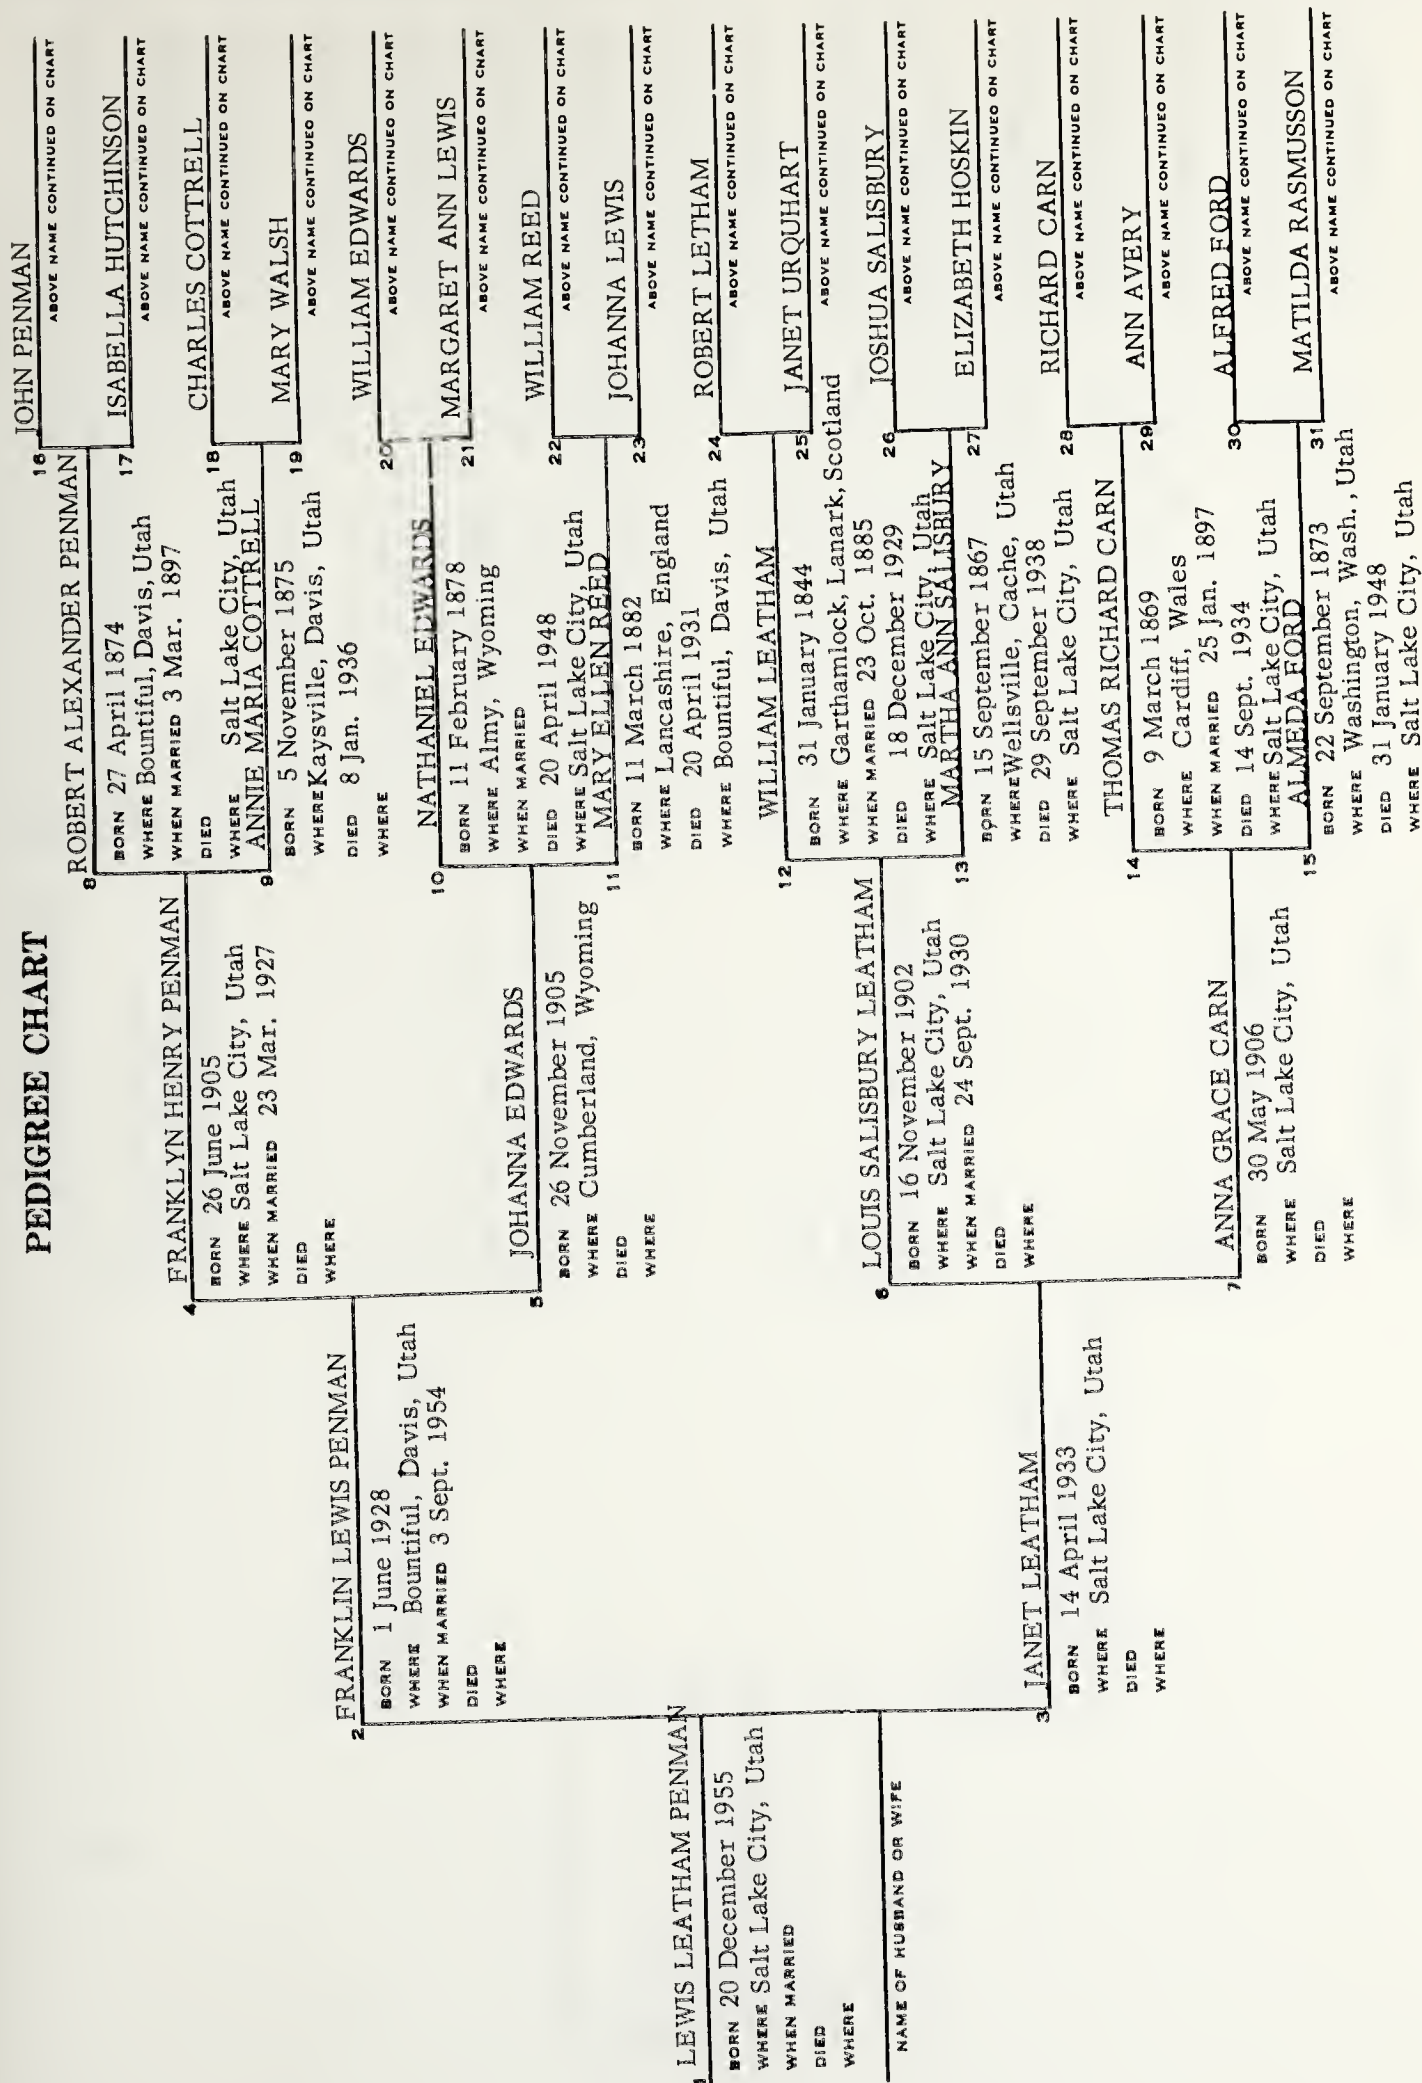 PEDIGREE CHART
LEWIS LEATHAM PENMAN
BORN 20 December 1955
WHERE Salt Lake City, Utah
WHEN MARRIED
DIED
WHERE
NAME OF HUSBAND OR WIFE
2
FRANKLIN LEWIS PENMAN
BORN 1 June 1928
WHERE Bountiful, Davis, Utah
WHEN MARRIED 3 Sept. 1954
DIED
WHERE
3
JANET LEATHAM
BORN 14 April 1933
WHERE Salt Lake City, Utah
DIED
WHERE
4
FRANKLYN HENRY PENMAN
BORN 26 June 1905
WHERE Salt Lake City, Utah
WHEN MARRIED 23 Mar. 1927
DIED
WHERE
5
JOHANNA EDWARDS
BORN 26 November 1905
WHERE Cumberland, Wyoming
DIED
WHERE
6
LOUIS SALISBURY LEATHAM
BORN 16 November 1902
WHERE Salt Lake City, Utah
WHEN MARRIED 24 Sept. 1930
DIED
WHERE
7
ANNA GRACE CARN
BORN 30 May 1906
WHERE Salt Lake City, Utah
DIED
WHERE
8
ROBERT ALEXANDER PENMAN
BORN 27 April 1874
WHERE Bountiful, Davis, Utah
WHEN MARRIED 3 Mar. 1897
DIED
WHERE Salt Lake City, Utah
9
ANNIE MARIA COTTRELL
BORN 5 November 1875
WHERE Kaysville, Davis, Utah
DIED 8 Jan. 1936
WHERE
10
NATHANIEL EDWARDS
BORN 11 February 1878
WHERE Almy, Wyoming
WHEN MARRIED
DIED 20 April 1948
WHERE Salt Lake City, Utah
11
MARY ELLEN REED
BORN 11 March 1882
WHERE Lancashire, England
DIED 20 April 1931
WHERE Bountiful, Davis, Utah
12
WILLIAM LEATHAM
BORN 31 January 1844
WHERE Garthamlock, Lanark, Scotland
WHEN MARRIED 23 Oct. 1885
DIED 18 December 1929
WHERE Salt Lake City, Utah
13
MARTHA ANN SALISBURY
BORN 15 September 1867
WHERE Wellsville, Cache, Utah
DIED 29 September 1938
WHERE Salt Lake City, Utah
14
THOMAS RICHARD CARN
BORN 9 March 1869
WHERE Cardiff, Wales
WHEN MARRIED 25 Jan. 1897
DIED 14 Sept. 1934
WHERE Salt Lake City, Utah
15
ALMEDA FORD
BORN 22 September 1873
WHERE Washington, Wash., Utah
DIED 31 January 1948
WHERE Salt Lake City, Utah
16
JOHN PENMAN
ABOVE NAME CONTINUED ON CHART
17
ISABELLA HUTCHINSON
ABOVE NAME CONTINUED ON CHART
18
CHARLES COTTRELL
ABOVE NAME CONTINUED ON CHART
19
MARY WALSH
ABOVE NAME CONTINUED ON CHART
20
WILLIAM EDWARDS
ABOVE NAME CONTINUED ON CHART
21
MARGARET ANN LEWIS
ABOVE NAME CONTINUED ON CHART
22
WILLIAM REED
ABOVE NAME CONTINUED ON CHART
23
JOHANNA LEWIS
ABOVE NAME CONTINUED ON CHART
24
ROBERT LETHAM
ABOVE NAME CONTINUED ON CHART
25
JANET URQUHART
ABOVE NAME CONTINUED ON CHART
26
JOSHUA SALISBURY
ABOVE NAME CONTINUED ON CHART
27
ELIZABETH HOSKIN
ABOVE NAME CONTINUED ON CHART
28
RICHARD CARN
ABOVE NAME CONTINUED ON CHART
29
ANN AVERY
ABOVE NAME CONTINUED ON CHART
30
ALFRED FORD
ABOVE NAME CONTINUED ON CHART
31
MATILDA RASMUSSON
ABOVE NAME CONTINUED ON CHART